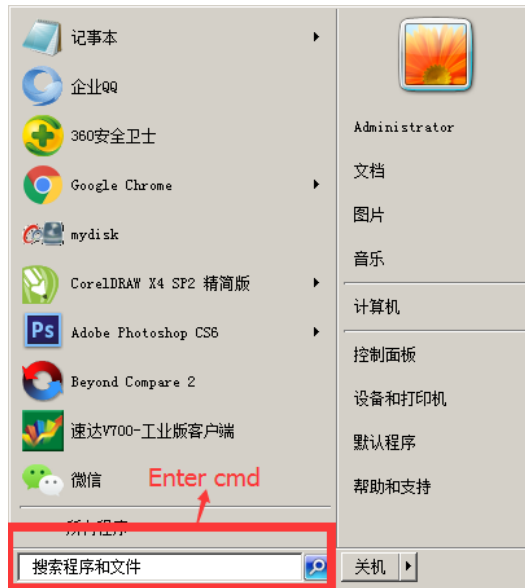 记事本
企业QQ
360安全卫士
Google Chrome
mydisk
CorelDRAW X4 SP2 精简版
Ps Adobe Photoshop CS6
Beyond Compare 2
速达V700-工业版客户端
微信
Enter cmd
所有程序
搜索程序和文件
Administrator
文档
图片
音乐
计算机
控制面板
设备和打印机
默认程序
帮助和支持
关机